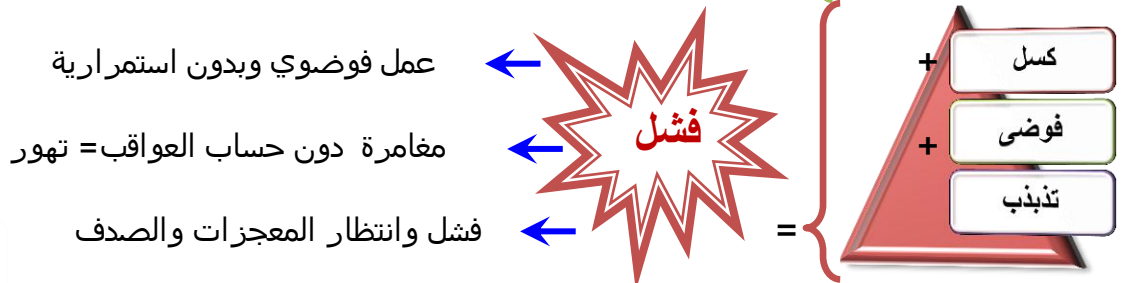 كسل
+
فوضى
+
تذبذب
=
فشل
عمل فوضوي وبدون استمرارية
مغامرة دون حساب العواقب= تهور
فشل وانتظار المعجزات والصدف